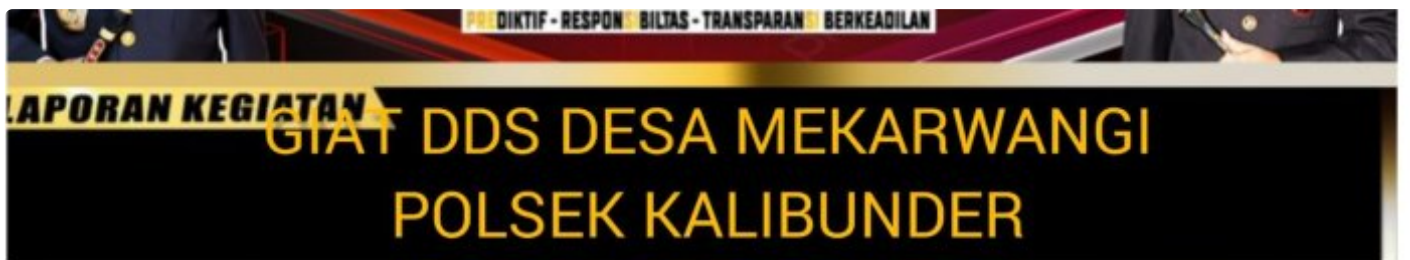 PREDIKTIF - RESPONSIBILTAS - TRANSPARANSI BERKEADILAN
LAPORAN KEGIATAN
GIAT DDS DESA MEKARWANGI
POLSEK KALIBUNDER